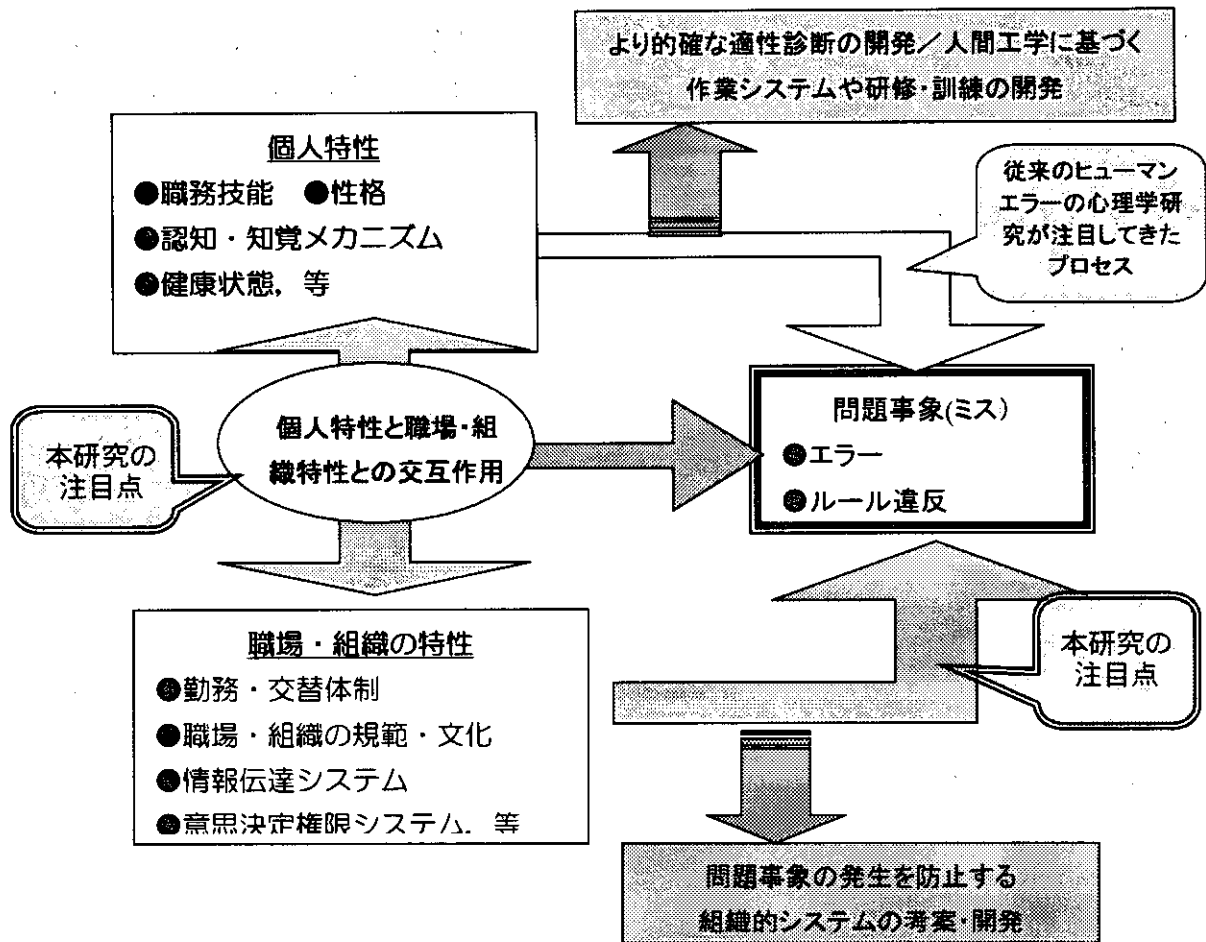 より的確な適性診断の開発／人間工学に基づく
作業システムや研修・訓練の開発
個人特性
●職務技能　●性格
●認知・知覚メカニズム
●健康状態，等
従来のヒューマン
エラーの心理学研
究が注目してきた
プロセス
本研究の
注目点
個人特性と職場・組
織特性との交互作用
問題事象(ミス)
●エラー
●ルール違反
職場・組織の特性
●勤務・交替体制
●職場・組織の規範・文化
●情報伝達システム
●意思決定権限システム，等
本研究の
注目点
問題事象の発生を防止する
組織的システムの考案・開発